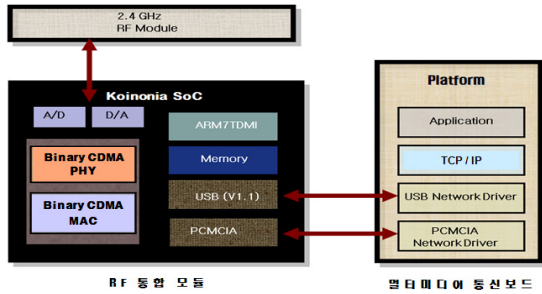 2.4 GHz
RF Module
Koinonia SoC
A/D
D/A
ARM7TDMI
Binary CDMA
PHY
Memory
Binary CDMA
MAC
USB (V1.1)
PCMCIA
RF 통합 모듈
Platform
Application
TCP / IP
USB Network Driver
PCMCIA
Network Driver
멀티미디어 통신보드